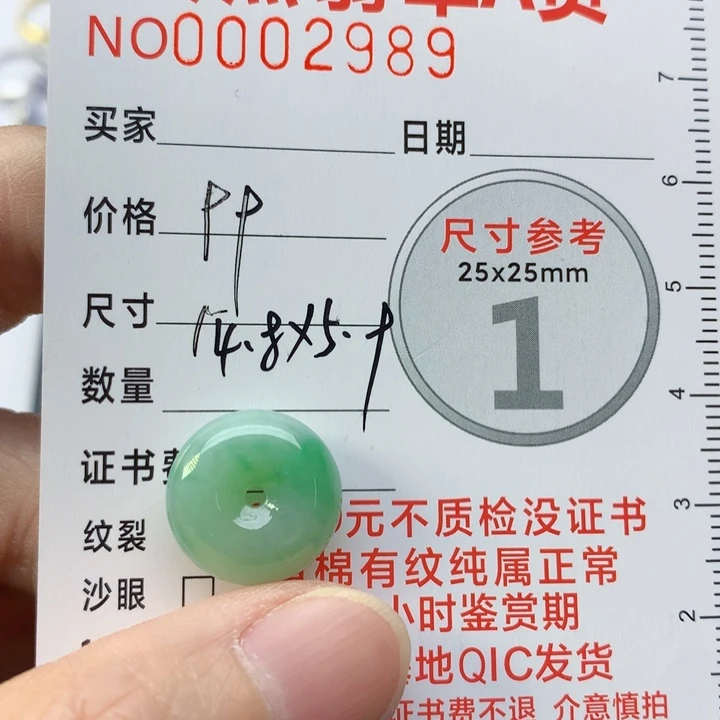 NO0002989
买家 日期
价格 PP
尺寸参考
25x25mm
1
尺寸 14.8X5.9
数量
证书费
元不质检没证书
纹裂
棉有纹纯属正常
沙眼
小时鉴赏期
地QIC发货
证书费不退 介意慎拍
7
6
5
4
3
2